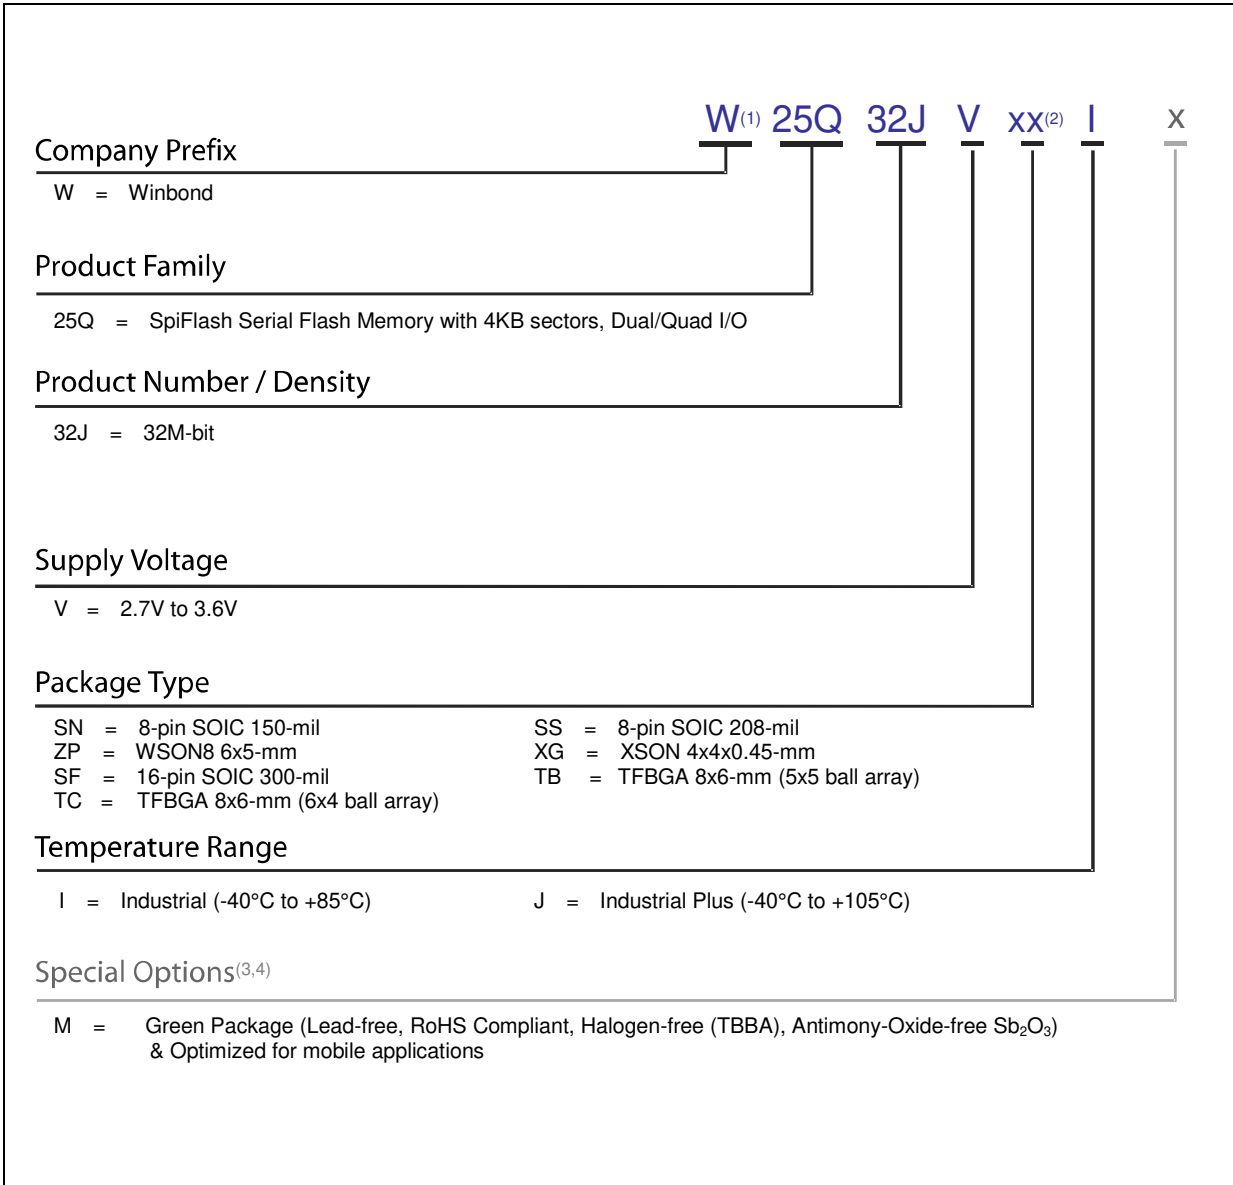 W(1) 25Q 32J V xx(2) I x
Company Prefix
W = Winbond
Product Family
25Q = SpiFlash Serial Flash Memory with 4KB sectors, Dual/Quad I/O
Product Number / Density
32J = 32M-bit
Supply Voltage
V = 2.7V to 3.6V
Package Type
SN = 8-pin SOIC 150-mil SS = 8-pin SOIC 208-mil
ZP = WSON8 6x5-mm XG = XSON 4x4x0.45-mm
SF = 16-pin SOIC 300-mil TB = TFBGA 8x6-mm (5x5 ball array)
TC = TFBGA 8x6-mm (6x4 ball array)
Temperature Range
I = Industrial (-40°C to +85°C) J = Industrial Plus (-40°C to +105°C)
Special Options(3,4)
M = Green Package (Lead-free, RoHS Compliant, Halogen-free (TBBA), Antimony-Oxide-free Sb₂O₃)
& Optimized for mobile applications